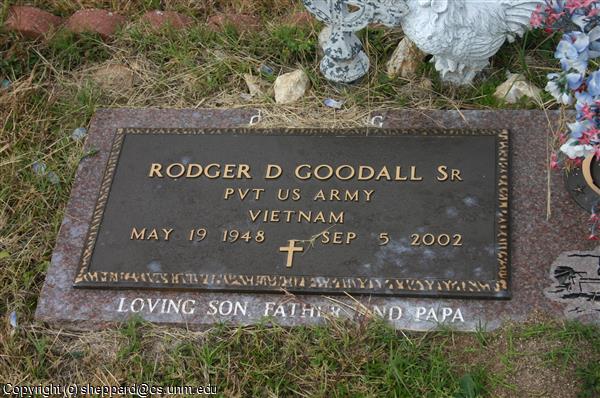 RODGER D GOODALL SR
PVT US ARMY
VIETNAM
MAY 19 1948 SEP 5 2002
LOVING SON, FATHER AND PAPA
Copyright (c) sheppard@cs.unm.edu